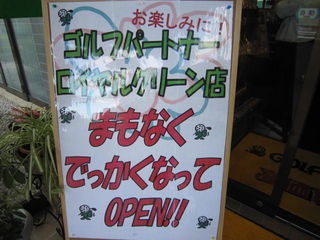 お楽しみに!
ゴルフパートナー
ロイヤルグリーン店
まもなく
でっかくなって
OPEN!!
GOLF